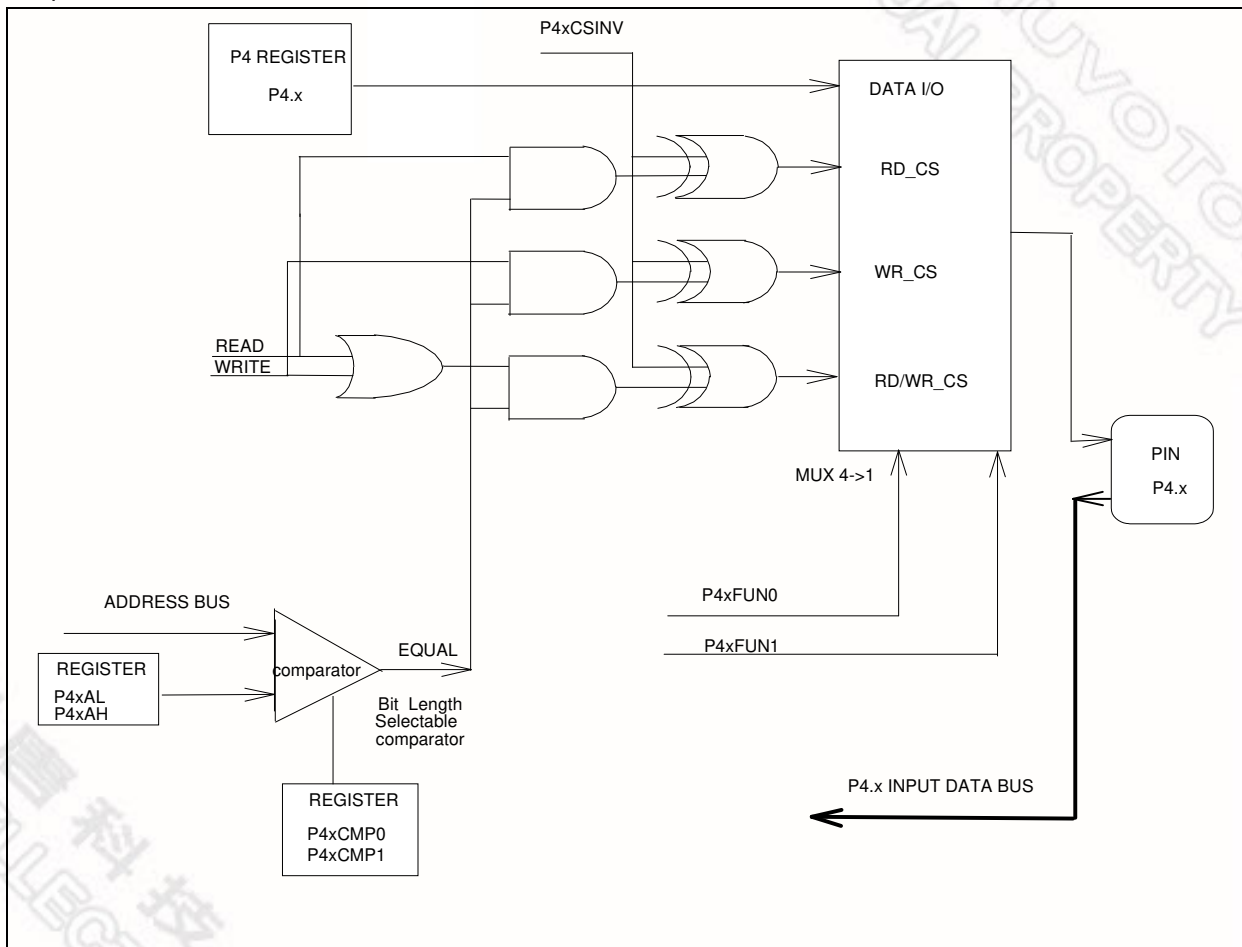 P4xCSINV
P4 REGISTER
P4.x
DATA I/O
RD_CS
WR_CS
RD/WR_CS
READ
WRITE
MUX 4->1
PIN
P4.x
P4xFUN0
P4xFUN1
ADDRESS BUS
REGISTER
P4xAL
P4xAH
comparator
EQUAL
Bit Length
Selectable
comparator
REGISTER
P4xCMP0
P4xCMP1
P4.x INPUT DATA BUS